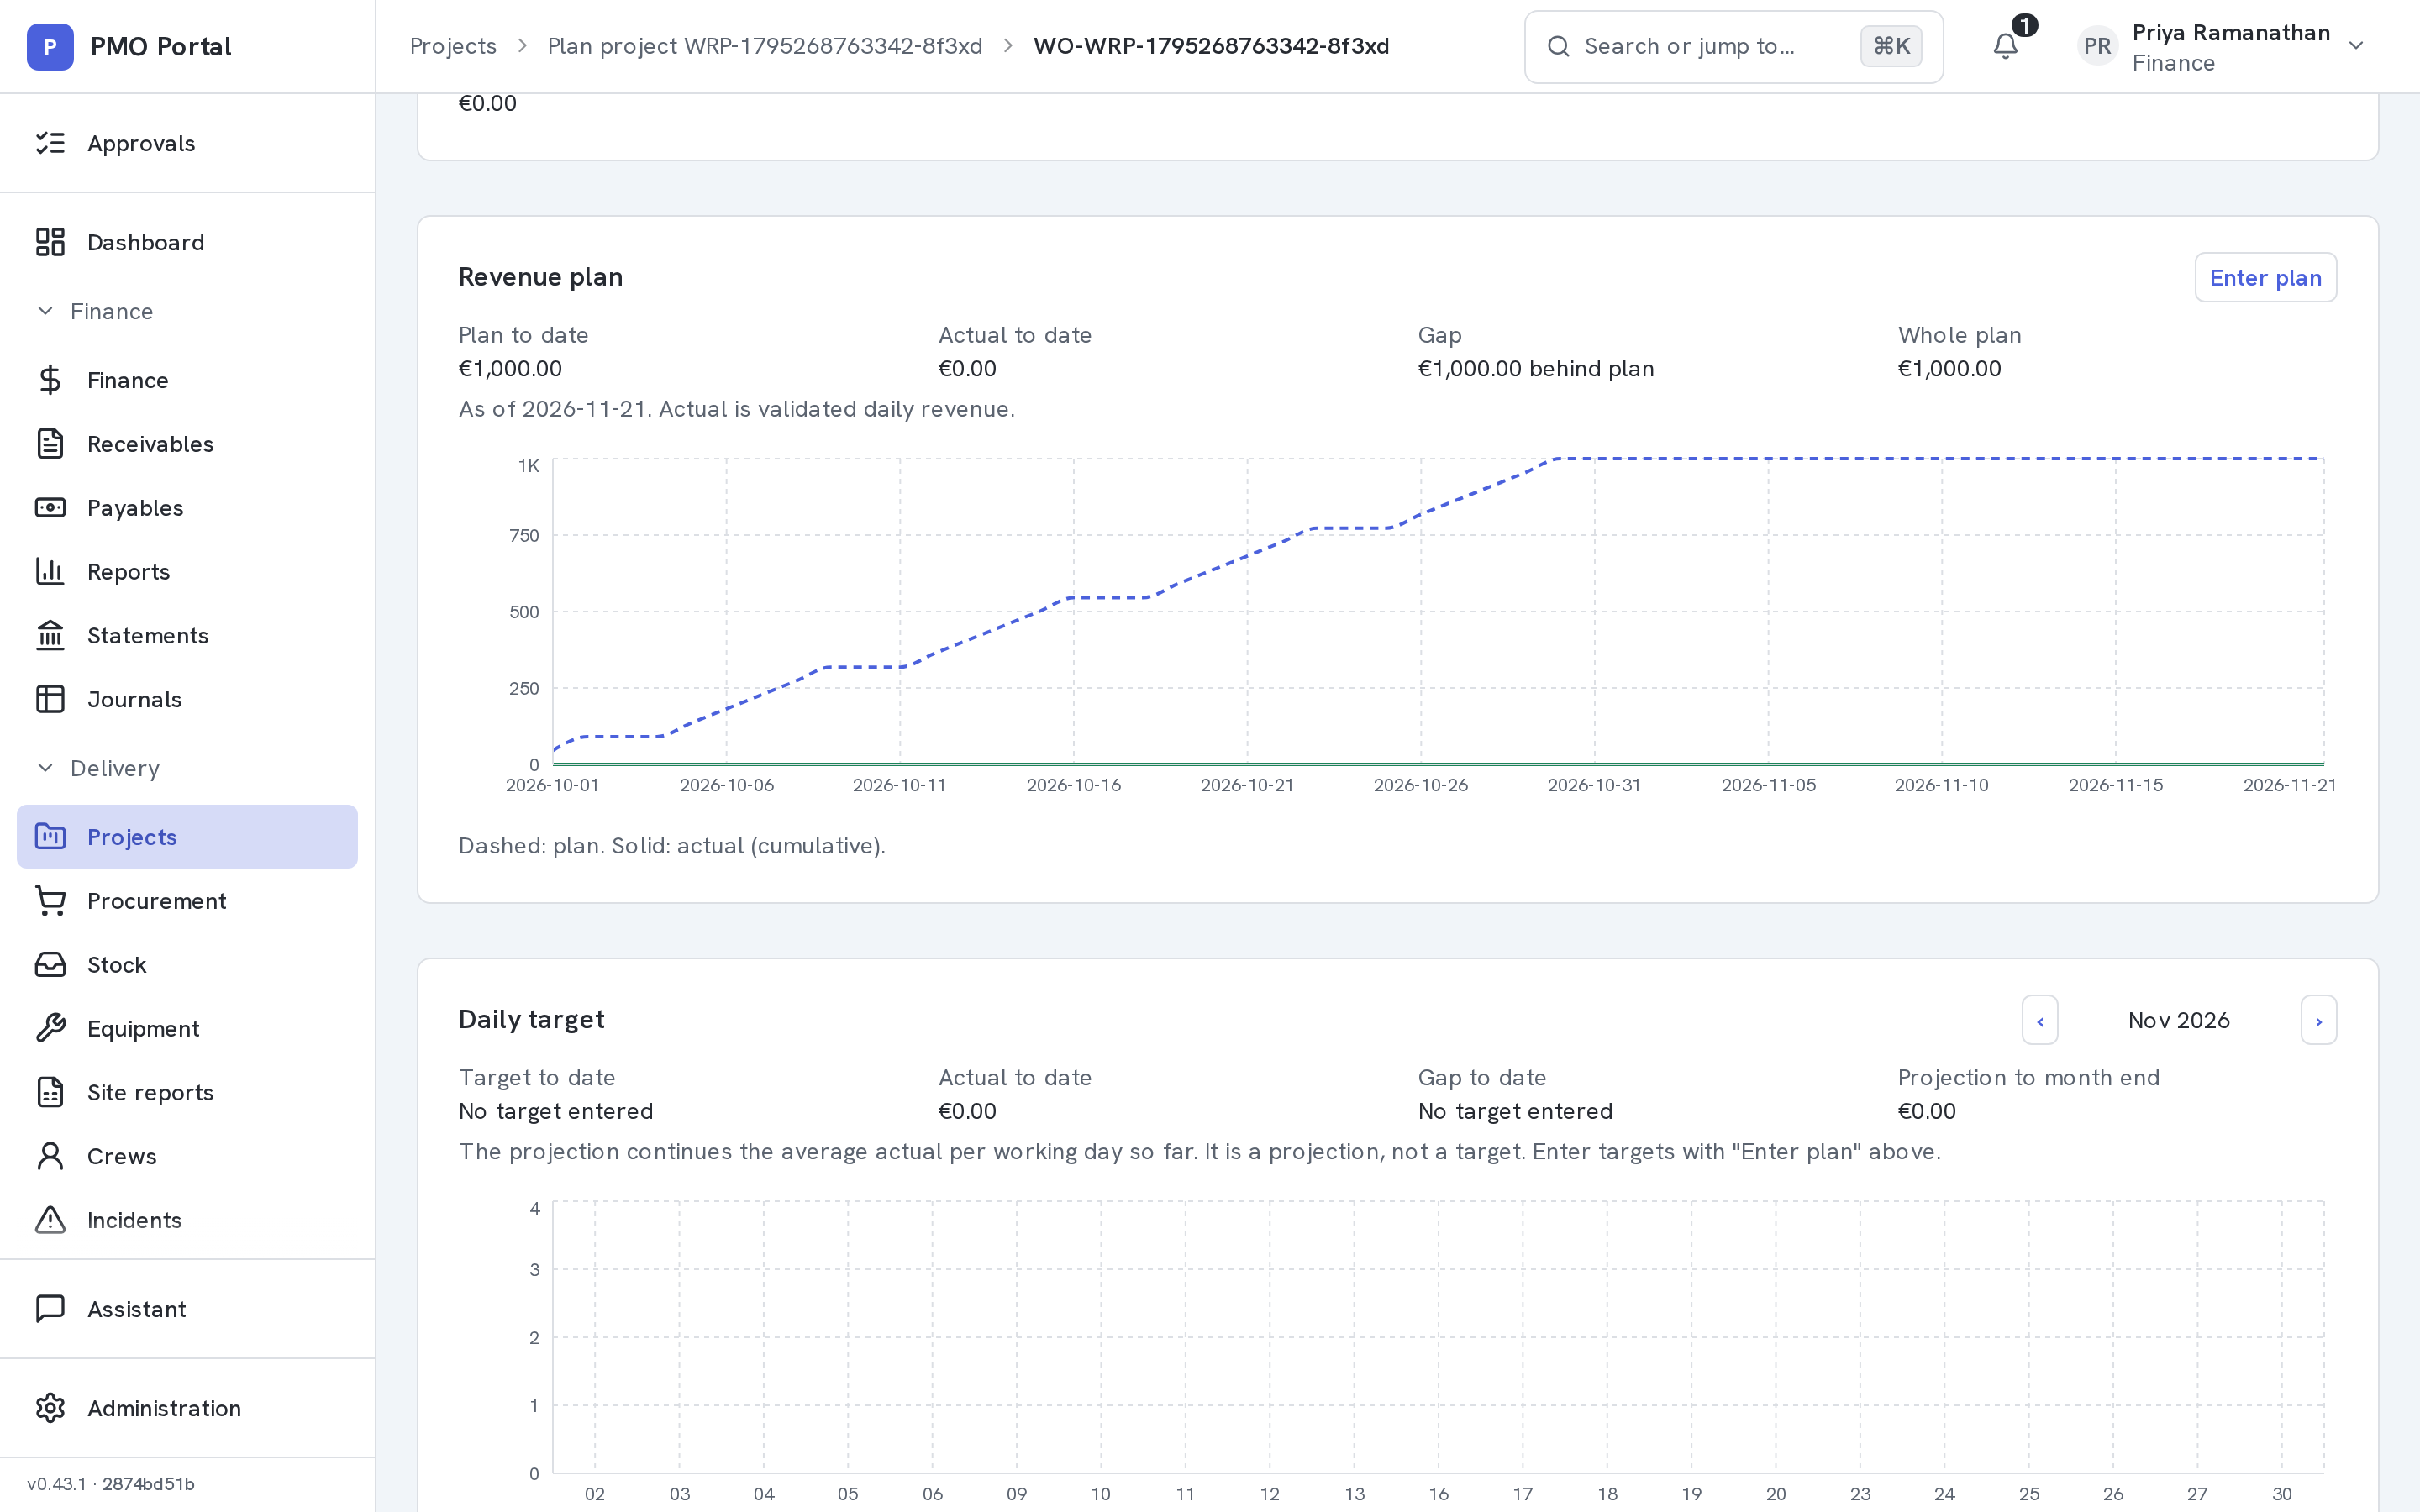 P
PMO Portal
Projects
Plan project WRP-1795268763342-8f3xd
WO-WRP-1795268763342-8f3xd
Search or jump to...
⌘K
1
PR
Priya Ramanathan
Finance
Approvals
Dashboard
Finance
Finance
Receivables
Payables
Reports
Statements
Journals
Delivery
Projects
Procurement
Stock
Equipment
Site reports
Crews
Incidents
Assistant
Administration
v0.43.1 · 2874bd51b
€0.00
Revenue plan
Enter plan
Plan to date
€1,000.00
Actual to date
€0.00
Gap
€1,000.00 behind plan
Whole plan
€1,000.00
As of 2026-11-21. Actual is validated daily revenue.
1K
750
500
250
0
2026-10-01 2026-10-06 2026-10-11 2026-10-16 2026-10-21 2026-10-26 2026-10-31 2026-11-05 2026-11-10 2026-11-15 2026-11-21
Dashed: plan. Solid: actual (cumulative).
Daily target
‹
Nov 2026
›
Target to date
No target entered
Actual to date
€0.00
Gap to date
No target entered
Projection to month end
€0.00
The projection continues the average actual per working day so far. It is a projection, not a target. Enter targets with "Enter plan" above.
4
3
2
1
0
02 03 04 05 06 09 10 11 12 13 16 17 18 19 20 23 24 25 26 27 30